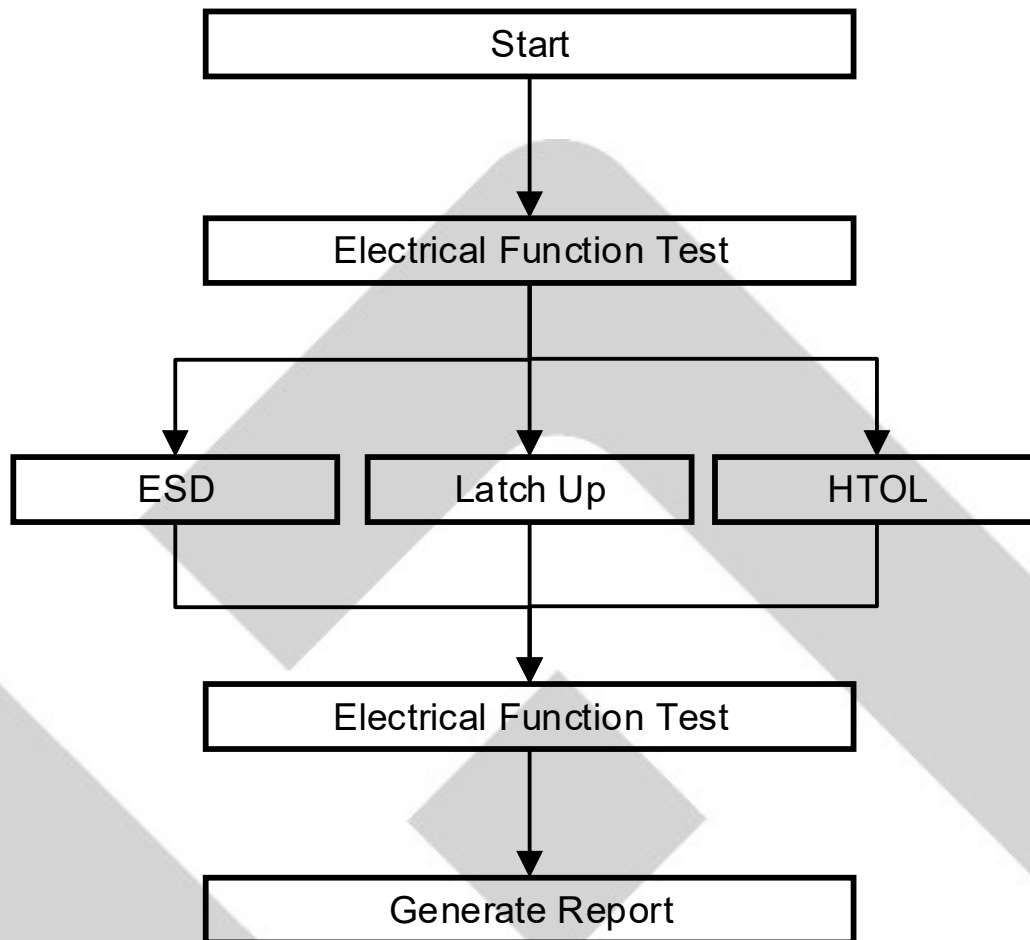 Start
Electrical Function Test
ESD
Latch Up
HTOL
Electrical Function Test
Generate Report